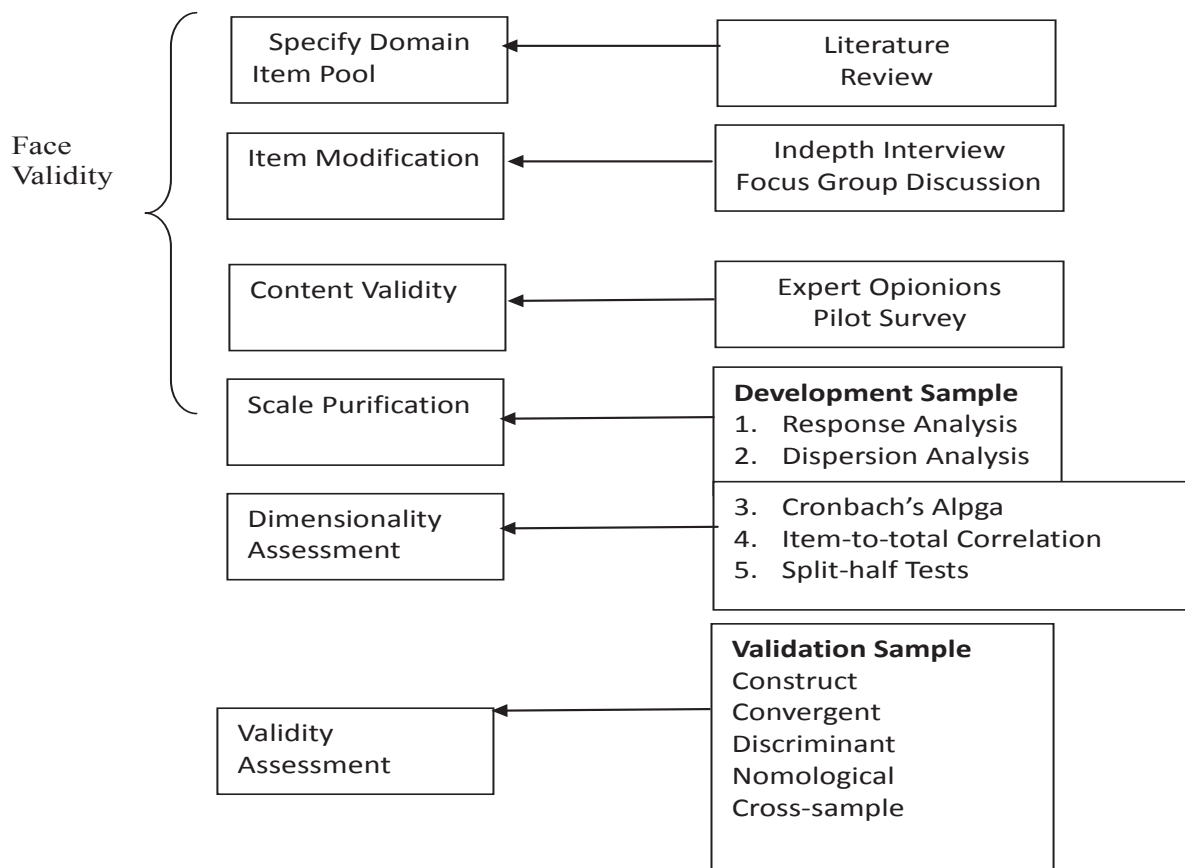 Specify Domain
Item Pool
Literature
Review
Face
Validity
Item Modification
Indepth Interview
Focus Group Discussion
Content Validity
Expert Opionions
Pilot Survey
Scale Purification
Development Sample
1. Response Analysis
2. Dispersion Analysis
Dimensionality
Assessment
3. Cronbach’s Alpga
4. Item-to-total Correlation
5. Split-half Tests
Validity
Assessment
Validation Sample
Construct
Convergent
Discriminant
Nomological
Cross-sample